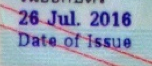 26 Jul. 2016
Date of Issue